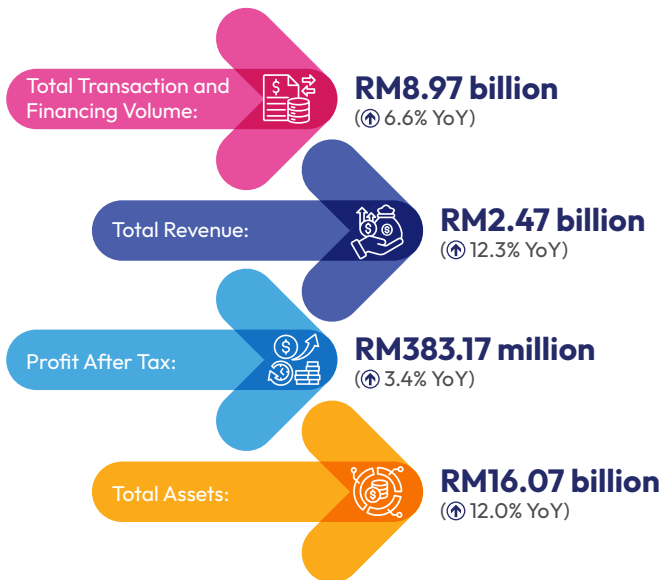 Total Transaction and
Financing Volume:
RM8.97 billion
(↑ 6.6% YoY)
Total Revenue:
RM2.47 billion
(↑ 12.3% YoY)
Profit After Tax:
RM383.17 million
(↑ 3.4% YoY)
Total Assets:
RM16.07 billion
(↑ 12.0% YoY)